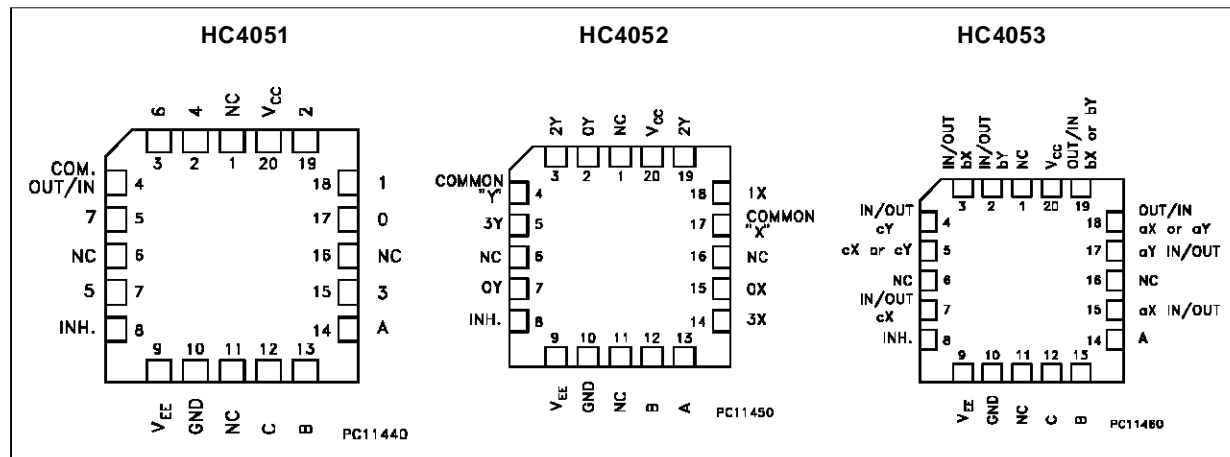 HC4051
6 4 NC VCC 2
3 2 1 20 19
COM.
OUT/IN 4 18 1
7 5 17 0
NC 6 16 NC
5 7 15 3
INH. 8 14 A
9 10 11 12 13
VEE GND NC C B
PC11440
HC4052
2Y 0Y NC VCC 2Y
3 2 1 20 19
COMMON
"Y" 4 18 1X
3Y 5 17 COMMON
"X"
NC 6 16 NC
0Y 7 15 0X
INH. 8 14 3X
9 10 11 12 13
VEE GND NC B A
PC11450
HC4053
IN/OUT
bX
IN/OUT
bY
NC
VCC
OUT/IN
bX or bY
3 2 1 20 19
IN/OUT
cY 4 18 OUT/IN
aX or aY
cX or cY 5 17 aY IN/OUT
NC 6 16 NC
IN/OUT
cX 7 15 aX IN/OUT
INH. 8 14 A
9 10 11 12 13
VEE GND NC C B
PC11460